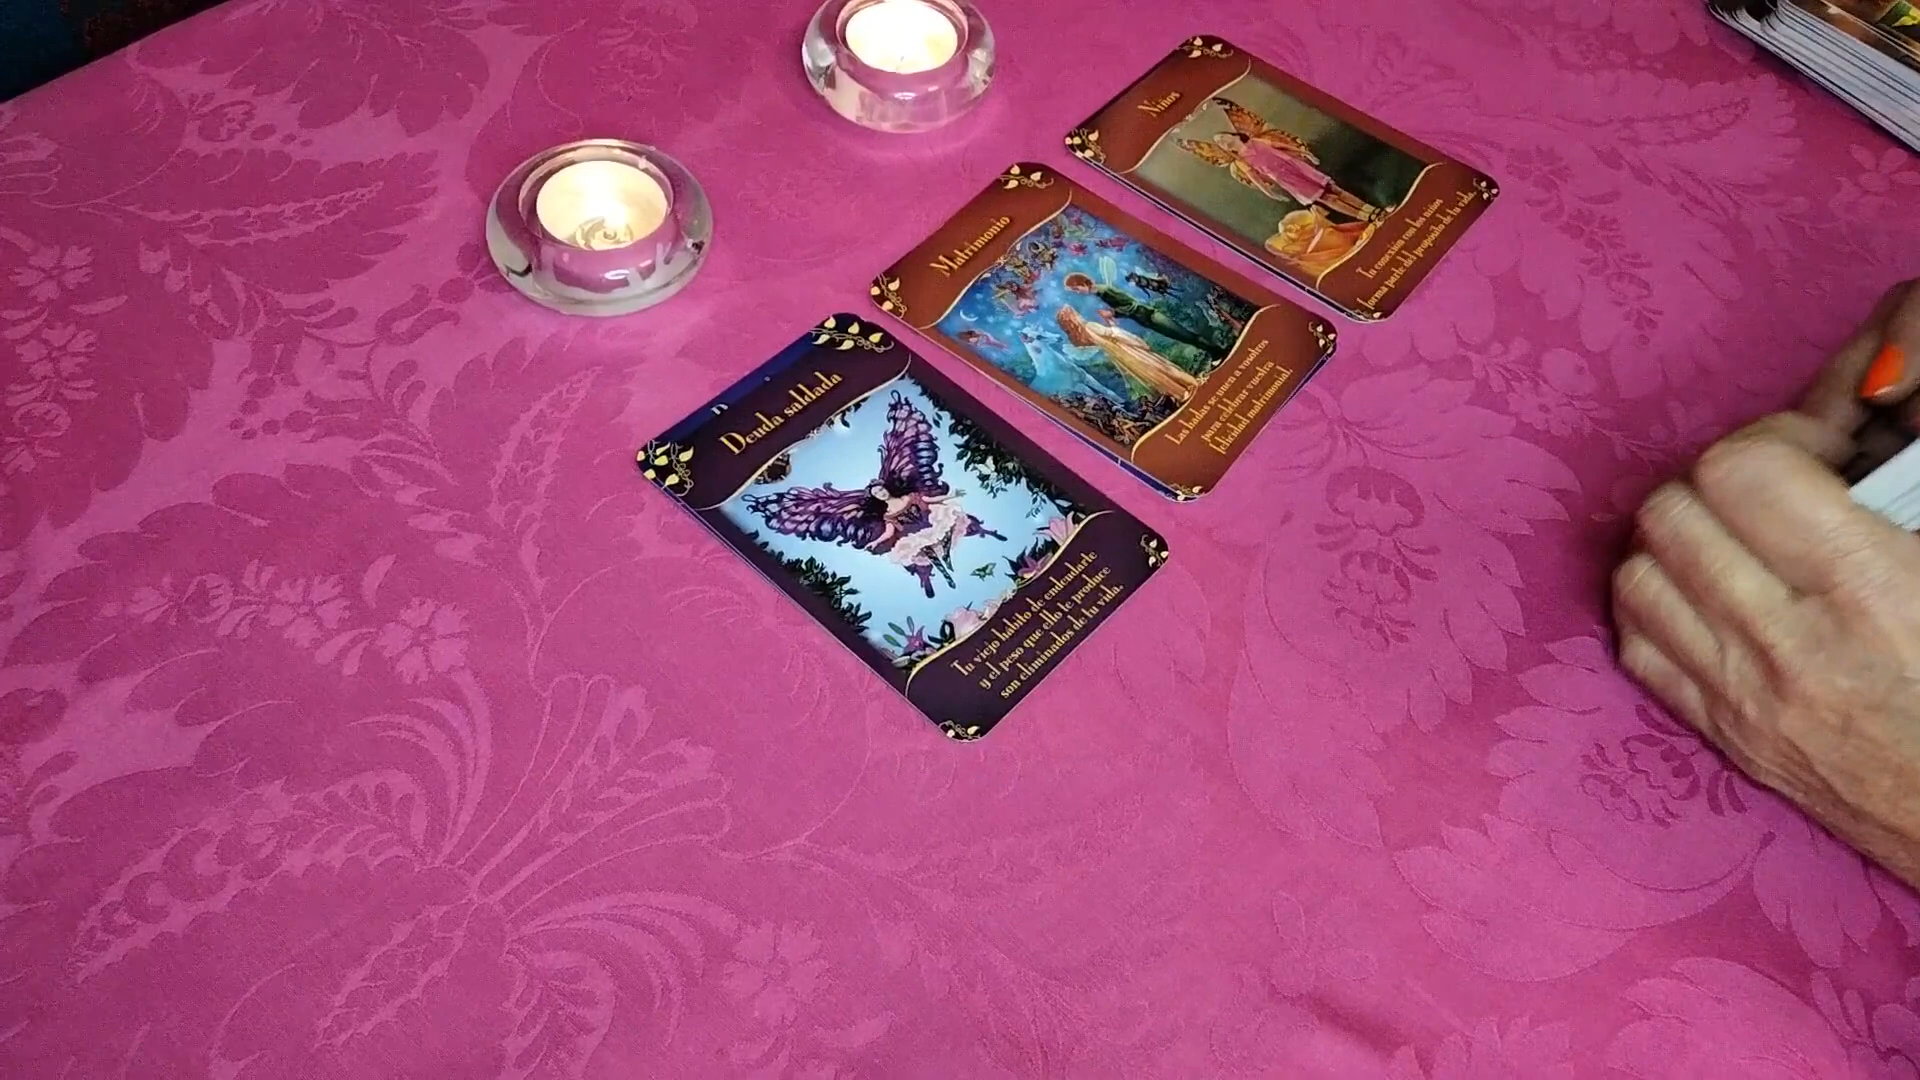 Niños
Tu conexión con los niños
forma parte del propósito de tu vida.
Matrimonio
Las hadas se unen a vosotros
para celebrar vuestra
felicidad matrimonial.
Deuda saldada
Tu viejo hábito de endeudarte
y el peso que ello te produce
son eliminados de tu vida.